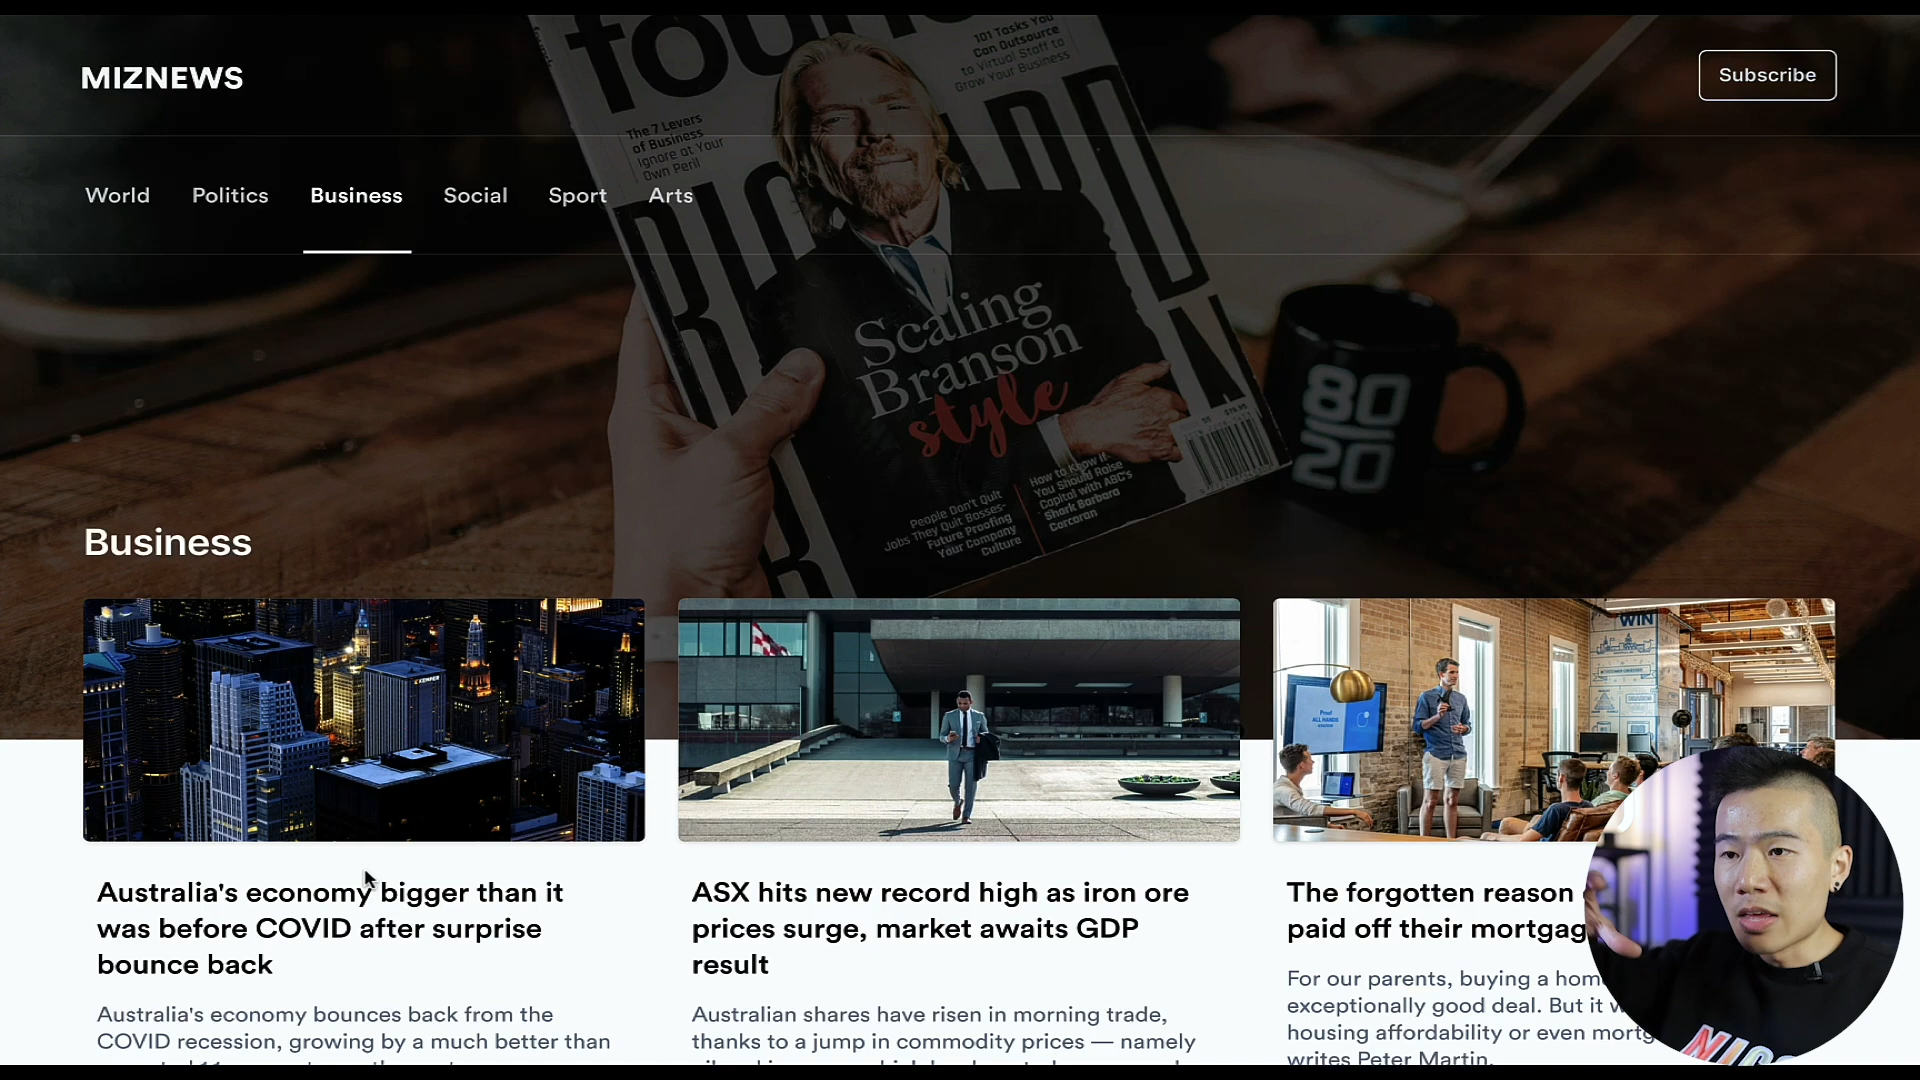 foun
101 Tasks You
Can Outsource
to Virtual Staff to
Grow Your Business
MIZNEWS
Subscribe
The 7 Levers
of Business
Ignore at Your
Own Peril
World Politics Business Social Sport Arts
Scaling
Branson
style
80
20
How to Know If
You Should Raise
Capital with ABC's
Shark Barbara
Corcoran
People Don't Quit
Jobs They Quit Bosses-
Future Proofing
Your Company
Culture
Business
WIN
KEMPER
Proof
ALL HANDS
Australia's economy bigger than it
was before COVID after surprise
bounce back
ASX hits new record high as iron ore
prices surge, market awaits GDP
result
The forgotten reason
paid off their mortgag
Australia's economy bounces back from the
COVID recession, growing by a much better than
Australian shares have risen in morning trade,
thanks to a jump in commodity prices — namely
For our parents, buying a hom
exceptionally good deal. But it w
housing affordability or even mortg
writes Peter Martin.